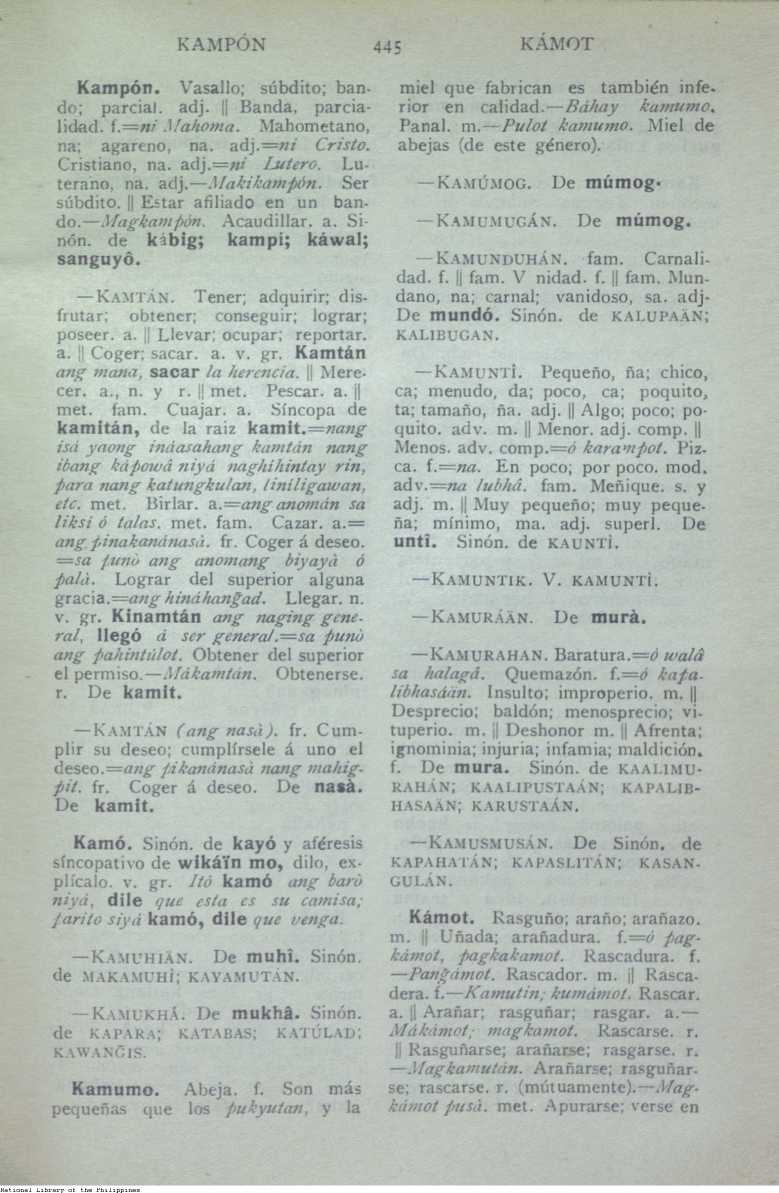 KAMPÓN 445 KÁMOT
Kampón. Vasallo; súbdito; ban-
do; parcial. adj. || Banda, parcia-
lidad. f.=ni Mahoma. Mahometano,
na; agareno, na. adj.=ni Cristo.
Cristiano, na. adj.=ni Lutero. Lu-
terano, na. adj.—Makikampón. Ser
súbdito. || Estar afiliado en un ban-
do.—Magkampón. Acaudillar. a. Si-
nón. de kábig; kampi; káwal;
sanguyô.
—KAMTÁN. Tener; adquirir; dis-
frutar; obtener; conseguir; lograr;
poseer. a. || Llevar; ocupar; reportar.
a. || Coger; sacar. a. v. gr. Kamtán
ang mana, sacar la herencia. || Mere-
cer. a., n. y r. || met. Pescar. a. ||
met. fam. Cuajar. a. Síncopa de
kamitán, de la raiz kamit.=nang
isá yaong ináasahang kamtán nang
ibang kápowá niyá naghihintay rin,
para nang katungkulan, liniligawan,
etc. met. Birlar. a.=ang anomán sa
liksi ó talas. met. fam. Cazar. a.=
ang pinakanánasà. fr. Coger á deseo.
=sa punò ang anomang biyayà ó
palà. Lograr del superior alguna
gracia.=ang hináhang̃ad. Llegar. n.
v. gr. Kinamtán ang naging gene-
ral, llegó á ser general.=sa punò
ang pahintúlot. Obtener del superior
el permiso.—Mákamtán. Obtenerse.
r. De kamit.
—KAMTÁN (ang nasà). fr. Cum-
plir su deseo; cumplírsele á uno el
deseo.=ang pikanánasà nang mahig-
pit. fr. Coger á deseo. De nasà.
De kamit.
Kamó. Sinón. de kayó y aféresis
síncopativo de wikáïn mo, dilo, ex-
plícalo. v. gr. Itó kamó ang barò
niyá, dile que esta es su camisa;
parito siyá kamó, dile que venga.
—KAMUHIÄN. De muhî. Sinón.
de MAKAMUHÎ; KAYAMUTÁN.
—KAMUKHÂ. De mukhâ. Sinón.
de KAPARA; KATABAS; KATÚLAD;
KAWANG̃IS.
Kamumo. Abeja. f. Son más
pequeñas que los pukyutan, y la
miel que fabrican es también infe-
rior en calidad.—Báhay kamumo.
Panal. m.—Pulot kamumo. Miel de
abejas (de este género).
—KAMÚMOG. De múmog.
—KAMUMUGÁN. De múmog.
—KAMUNDUHÁN. fam. Carnali-
dad. f. || fam. V nidad. f. || fam. Mun-
dano, na; carnal; vanidoso, sa. adj-
De mundó. Sinón. de KALUPAÄN;
KALIBUGAN.
—KAMUNTÎ. Pequeño, ña; chico,
ca; menudo, da; poco, ca; poquito,
ta; tamaño, ña. adj. || Algo; poco; po-
quito. adv. m. || Menor. adj. comp. ||
Menos. adv. comp.=ó karampot. Piz-
ca. f.=na. En poco; por poco. mod.
adv.=na lubhâ. fam. Meñique. s. y
adj. m. || Muy pequeño; muy peque-
ña; mínimo, ma. adj. superl. De
untî. Sinón. de KAUNTÎ.
—KAMUNTIK. V. KAMUNTÎ.
—KAMURÁÄN. De murà.
—KAMURAHAN. Baratura.=ó walâ
sa halagá. Quemazón. f.=ó kapa-
libhasáän. Insulto; improperio. m. ||
Desprecio; baldón; menosprecio; vi-
tuperio. m. || Deshonor m. || Afrenta;
ignominia; injuria; infamia; maldición.
f. De mura. Sinón. de KAALIMU-
RAHÁN; KAALIPUSTAÁN; KAPALIB-
HASAÄN; KARUSTAÁN.
—KAMUSMUSÁN. De Sinón. de
KAPAHATÁN; KAPASLITÁN; KASAN-
GULÁN.
Kámot. Rasguño; araño; arañazo.
m. || Uñada; arañadura. f.=ó pag-
kámot, pagkakamot. Rascadura. f.
—Pang̃ámot. Rascador. m. || Rasca-
dera. f.—Kamutin; kumámot. Rascar.
a. || Arañar; rasguñar; rasgar. a.—
Mákámot; magkamot. Rascarse. r.
|| Rasguñarse; arañarse; rasgarse. r.
—Magkamután. Arañarse; rasguñar-
se; rascarse. r. (mútuamente).—Mag-
kámot pusà. met. Apurarse; verse en
National Library of the Philippines